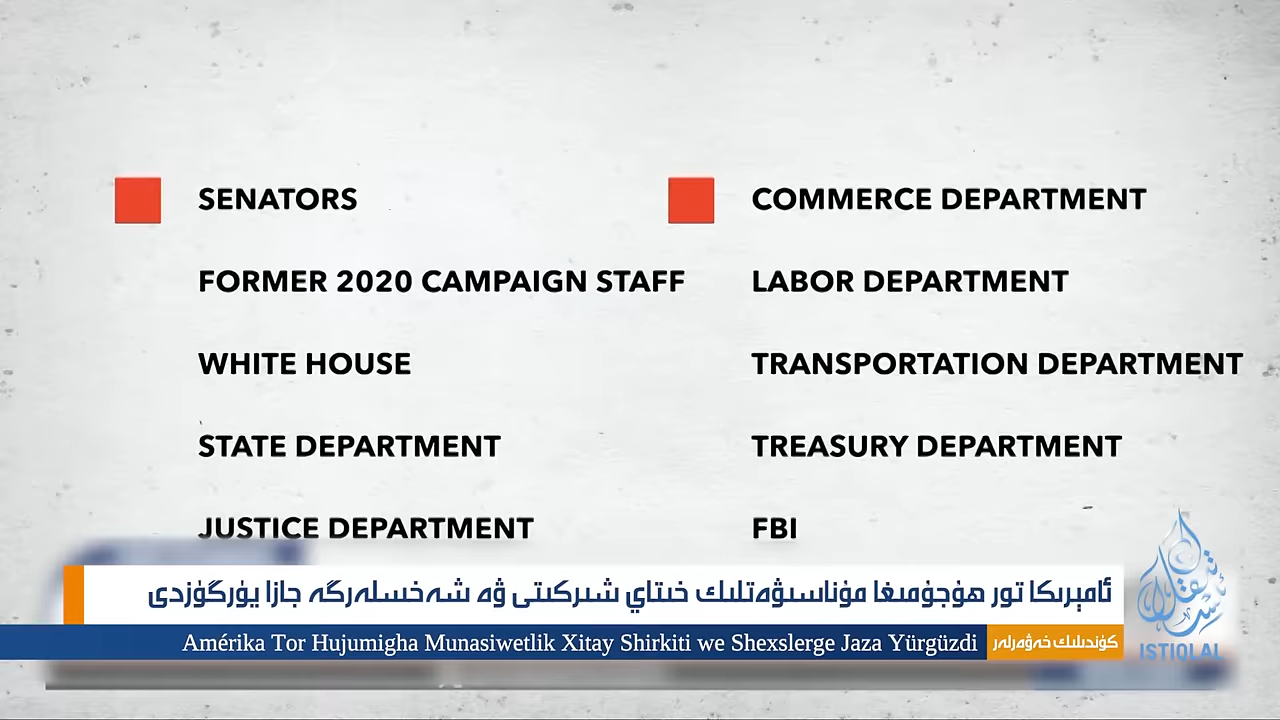 SENATORS
COMMERCE DEPARTMENT
FORMER 2020 CAMPAIGN STAFF
LABOR DEPARTMENT
WHITE HOUSE
TRANSPORTATION DEPARTMENT
STATE DEPARTMENT
TREASURY DEPARTMENT
JUSTICE DEPARTMENT
FBI
ئامېرىكا تور ھۇجۇمىغا مۇناسىۋەتلىك خىتاي شىركىتى ۋە شەخسلەرگە جازا يۈرگۈزدى
Amérika Tor Hujumigha Munasiwetlik Xitay Shirkiti we Shexslerge Jaza Yürgüzdi
كۈندىلىك خەۋەرلەر
ئىستىقلال
ISTIQLAL